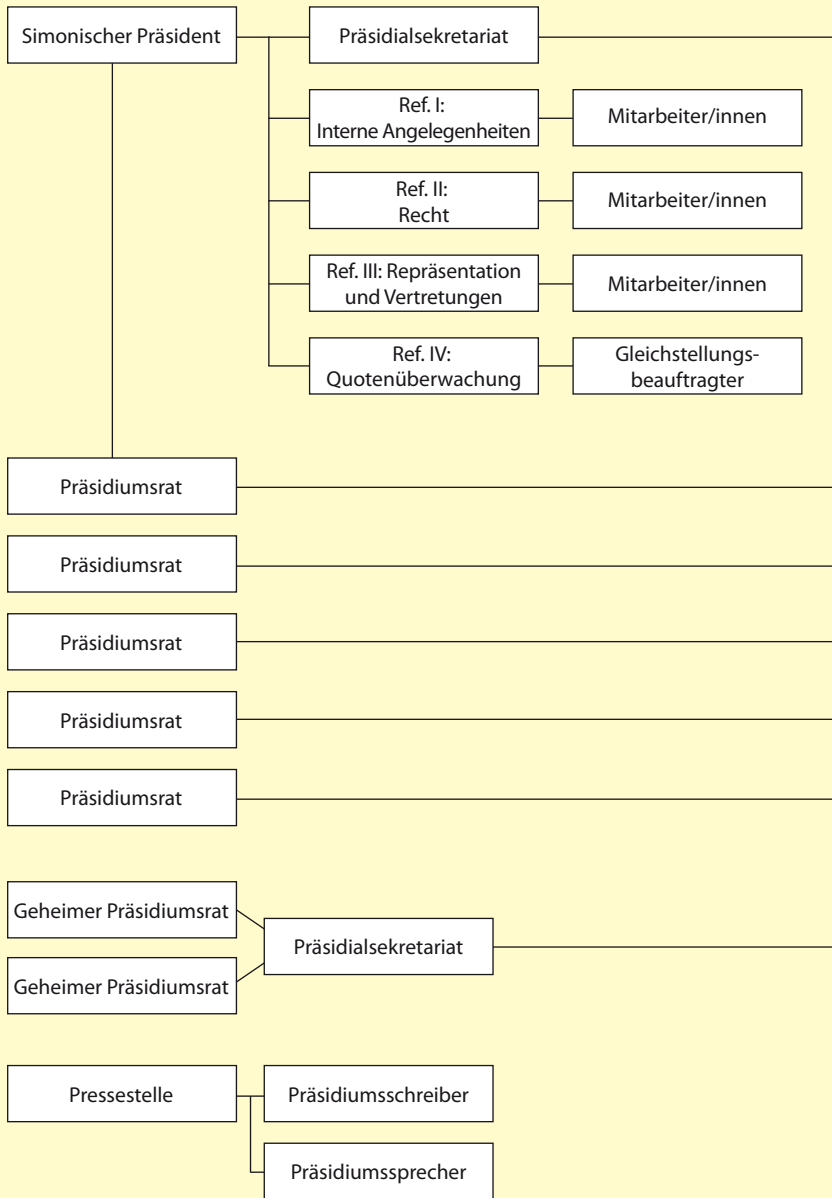 Simonischer Präsident
Präsidialsekretariat
Ref. I:
Interne Angelegenheiten
Mitarbeiter/innen
Ref. II:
Recht
Mitarbeiter/innen
Ref. III: Repräsentation
und Vertretungen
Mitarbeiter/innen
Ref. IV:
Quotenüberwachung
Gleichstellungs-
beauftragter
Präsidiumsrat
Präsidiumsrat
Präsidiumsrat
Präsidiumsrat
Präsidiumsrat
Geheimer Präsidiumsrat
Präsidialsekretariat
Geheimer Präsidiumsrat
Pressestelle
Präsidiumsschreiber
Präsidiumssprecher